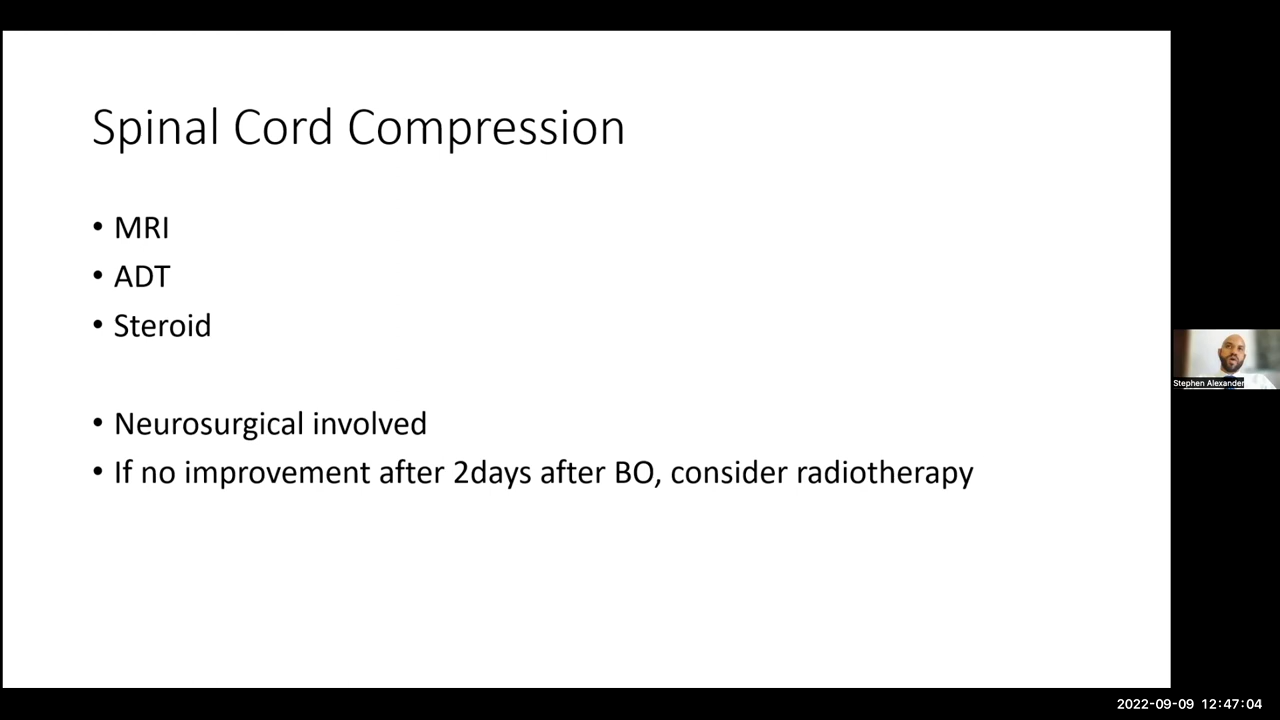 Spinal Cord Compression
• MRI
• ADT
• Steroid
• Neurosurgical involved
• If no improvement after 2days after BO, consider radiotherapy
Stephen Alexander
2022-09-09 12:47:04